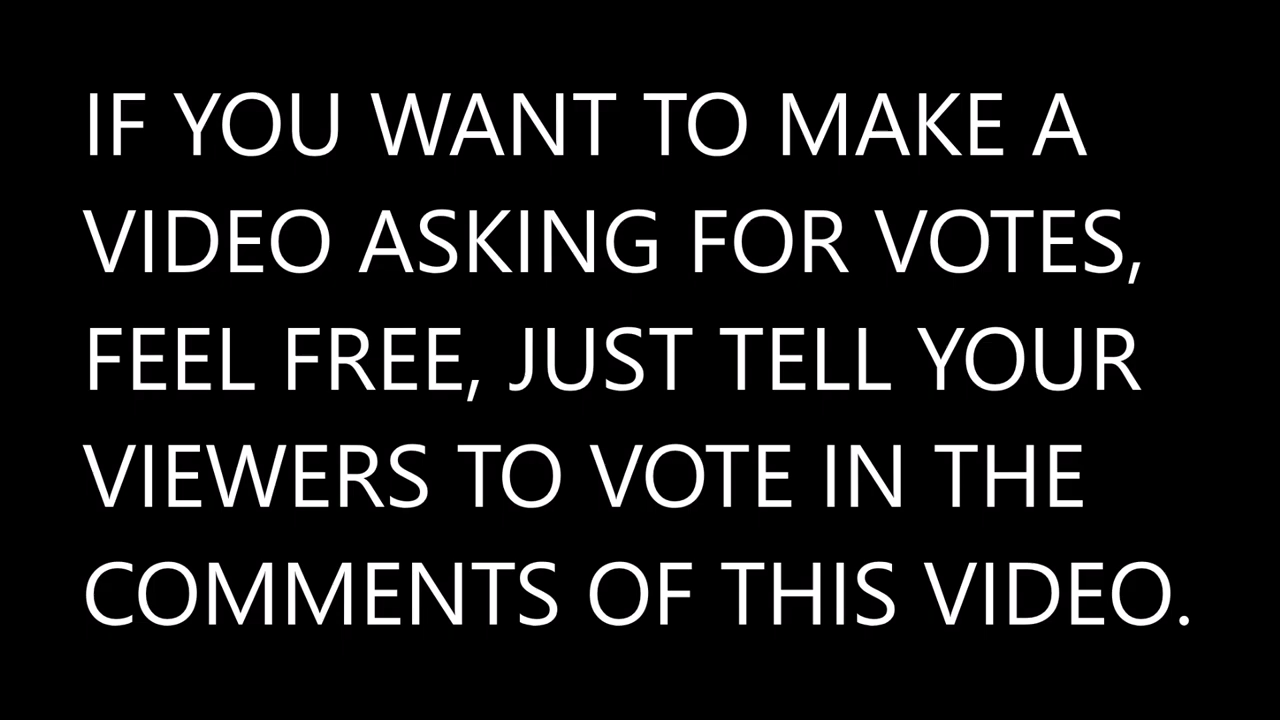 IF YOU WANT TO MAKE A
VIDEO ASKING FOR VOTES,
FEEL FREE, JUST TELL YOUR
VIEWERS TO VOTE IN THE
COMMENTS OF THIS VIDEO.